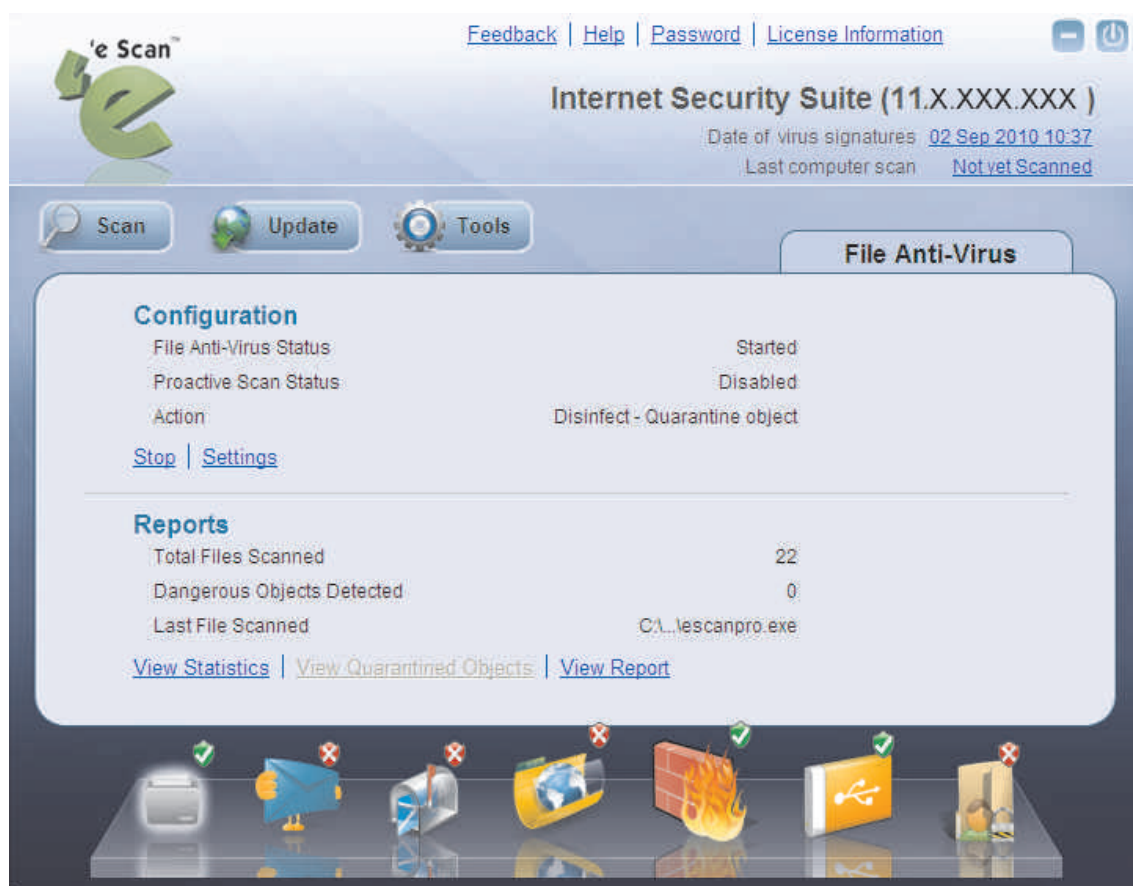 'e Scan™
Feedback | Help | Password | License Information
Internet Security Suite (11.X.XXX.XXX )
Date of virus signatures 02 Sep 2010 10:37
Last computer scan Not yet Scanned
Scan Update Tools
File Anti-Virus
Configuration
File Anti-Virus Status Started
Proactive Scan Status Disabled
Action Disinfect - Quarantine object
Stop | Settings
Reports
Total Files Scanned 22
Dangerous Objects Detected 0
Last File Scanned C:\...\escanpro.exe
View Statistics | View Quarantined Objects | View Report